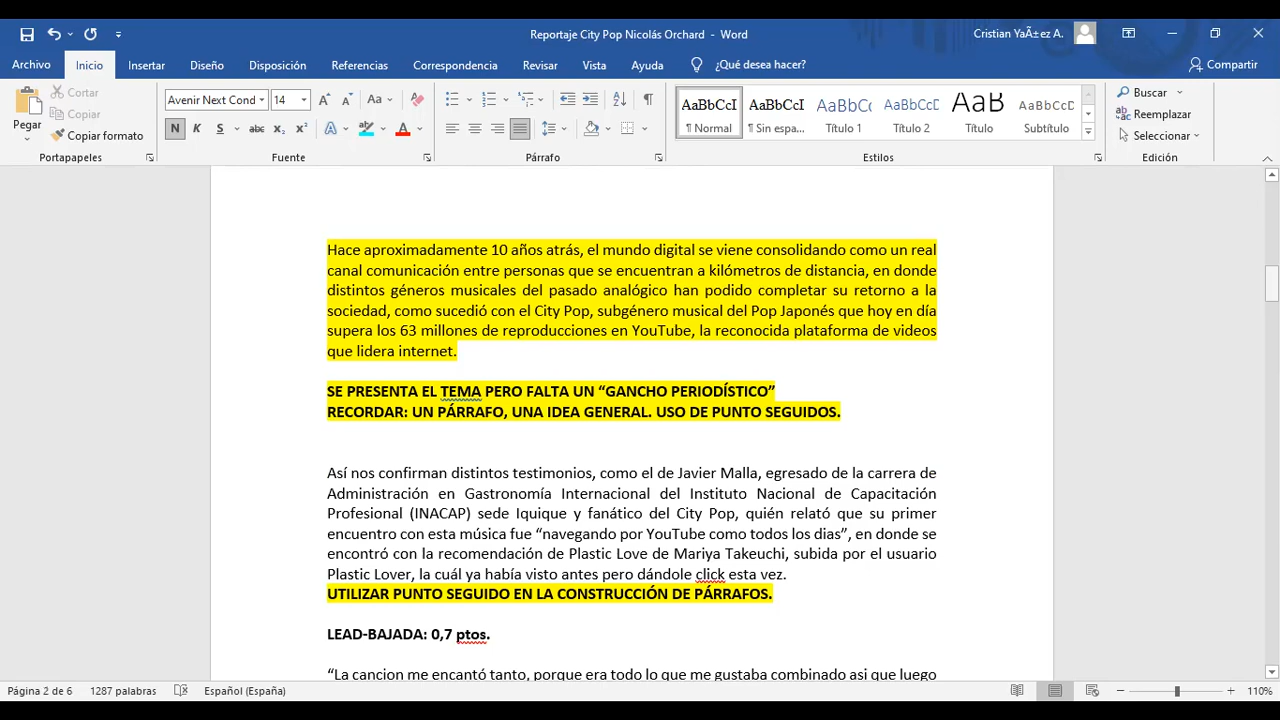 Reportaje City Pop Nicolás Orchard - Word
Cristian YaÃ±ez A.
Archivo Inicio Insertar Diseño Disposición Referencias Correspondencia Revisar Vista Ayuda ¿Qué desea hacer? Compartir
Pegar
Cortar
Copiar
Copiar formato
Portapapeles
Avenir Next Cond 14
Aa
N K S abc x₂ x² A A
Fuente
Párrafo
AaBbCcI AaBbCcI AaBbCcI AaBbCcD AaB AaBbCcD
¶ Normal ¶ Sin espa... Título 1 Título 2 Título Subtítulo
Estilos
Buscar
Reemplazar
Seleccionar
Edición
Hace aproximadamente 10 años atrás, el mundo digital se viene consolidando como un real
canal comunicación entre personas que se encuentran a kilómetros de distancia, en donde
distintos géneros musicales del pasado analógico han podido completar su retorno a la
sociedad, como sucedió con el City Pop, subgénero musical del Pop Japonés que hoy en día
supera los 63 millones de reproducciones en YouTube, la reconocida plataforma de videos
que lidera internet.
SE PRESENTA EL TEMA PERO FALTA UN “GANCHO PERIODÍSTICO”
RECORDAR: UN PÁRRAFO, UNA IDEA GENERAL. USO DE PUNTO SEGUIDOS.
Así nos confirman distintos testimonios, como el de Javier Malla, egresado de la carrera de
Administración en Gastronomía Internacional del Instituto Nacional de Capacitación
Profesional (INACAP) sede Iquique y fanático del City Pop, quién relató que su primer
encuentro con esta música fue “navegando por YouTube como todos los dias”, en donde se
encontró con la recomendación de Plastic Love de Mariya Takeuchi, subida por el usuario
Plastic Lover, la cuál ya había visto antes pero dándole click esta vez.
UTILIZAR PUNTO SEGUIDO EN LA CONSTRUCCIÓN DE PÁRRAFOS.
LEAD-BAJADA: 0,7 ptos.
“La cancion me encantó tanto, porque era todo lo que me gustaba combinado asi que luego
Página 2 de 6 1287 palabras Español (España) 110%